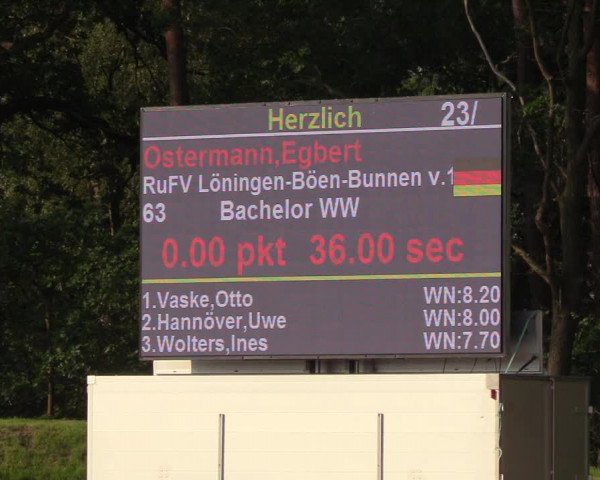 Herzlich 23/
Ostermann,Egbert
RuFV Löningen-Böen-Bunnen v.1
63 Bachelor WW
0.00 pkt 36.00 sec
1.Vaske,Otto WN:8.20
2.Hannöver,Uwe WN:8.00
3.Wolters,Ines WN:7.70